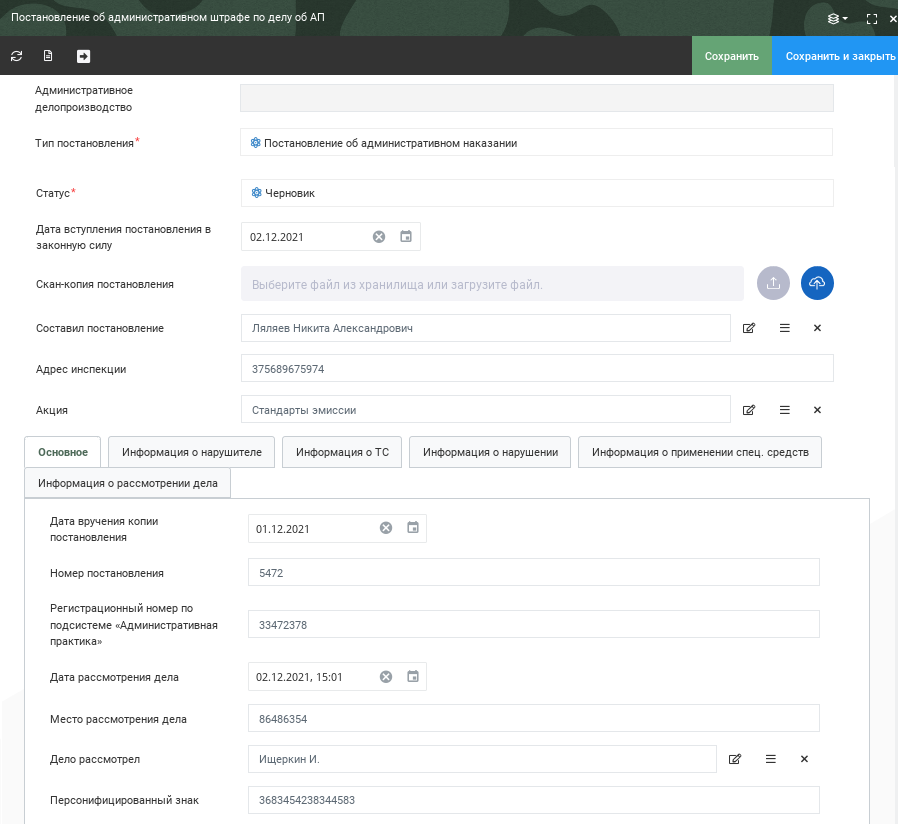 Постановление об административном штрафе по делу об АП
Сохранить
Сохранить и закрыть
Административное
делопроизводство
Тип постановления*
Постановление об административном наказании
Статус*
Черновик
Дата вступления постановления в
законную силу
02.12.2021
Скан-копия постановления
Выберите файл из хранилища или загрузите файл.
Составил постановление
Ляляев Никита Александрович
Адрес инспекции
375689675974
Акция
Стандарты эмиссии
Основное
Информация о нарушителе
Информация о ТС
Информация о нарушении
Информация о применении спец. средств
Информация о рассмотрении дела
Дата вручения копии
постановления
01.12.2021
Номер постановления
5472
Регистрационный номер по
подсистеме «Административная
практика»
33472378
Дата рассмотрения дела
02.12.2021, 15:01
Место рассмотрения дела
86486354
Дело рассмотрел
Ищеркин И.
Персонифицированный знак
3683454238344583